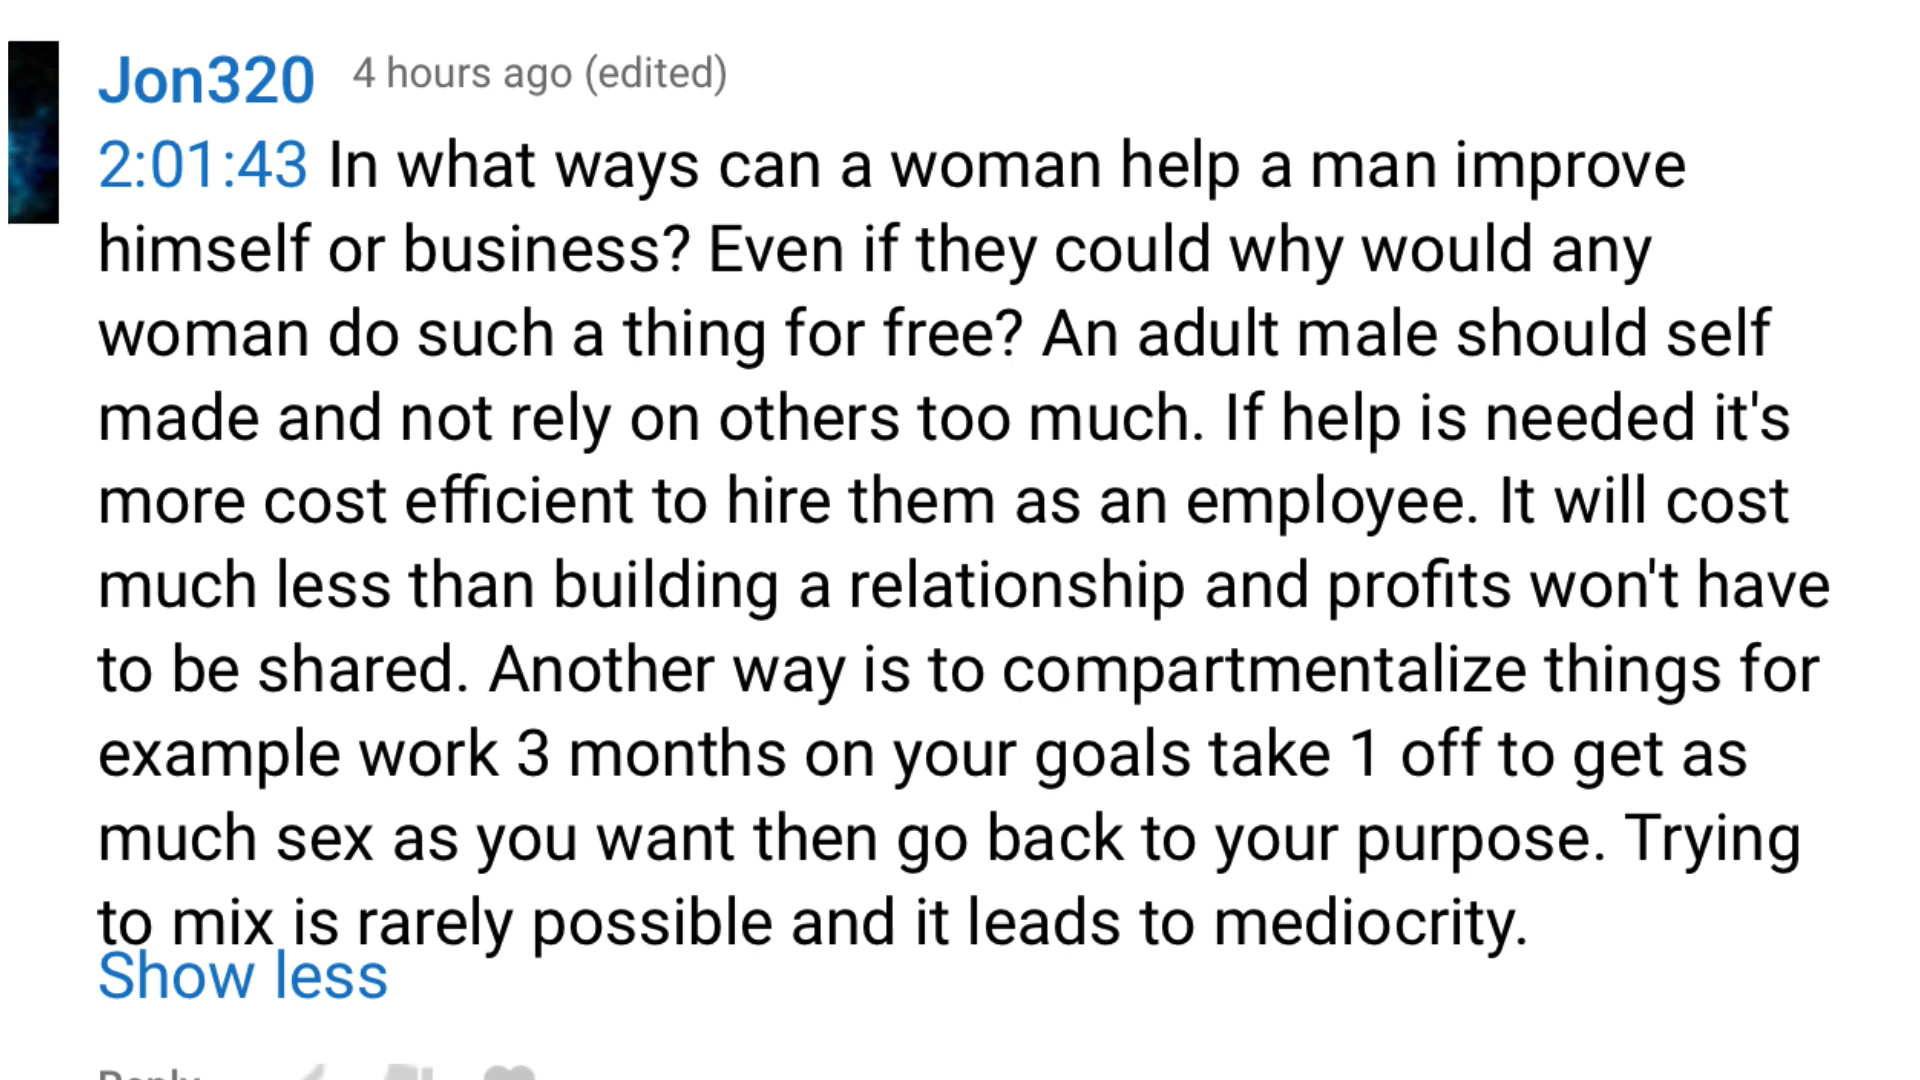 Jon320 4 hours ago (edited)
2:01:43 In what ways can a woman help a man improve
himself or business? Even if they could why would any
woman do such a thing for free? An adult male should self
made and not rely on others too much. If help is needed it's
more cost efficient to hire them as an employee. It will cost
much less than building a relationship and profits won't have
to be shared. Another way is to compartmentalize things for
example work 3 months on your goals take 1 off to get as
much sex as you want then go back to your purpose. Trying
to mix is rarely possible and it leads to mediocrity.
Show less
Reply